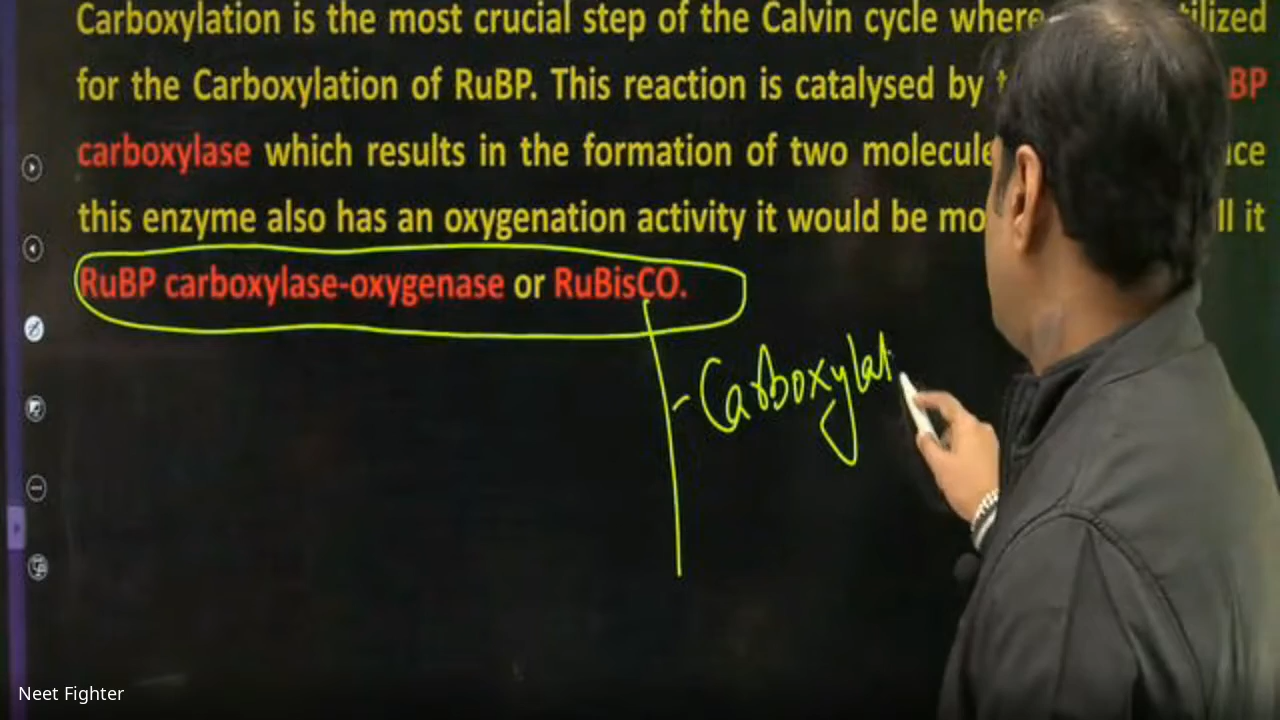 Carboxylation is the most crucial step of the Calvin cycle where
for the Carboxylation of RuBP. This reaction is catalysed by BP
carboxylase which results in the formation of two
this enzyme also has an oxygenation activity it would be it
RuBP carboxylase-oxygenase or RuBisCO.
- Carboxylat
Neet Fighter